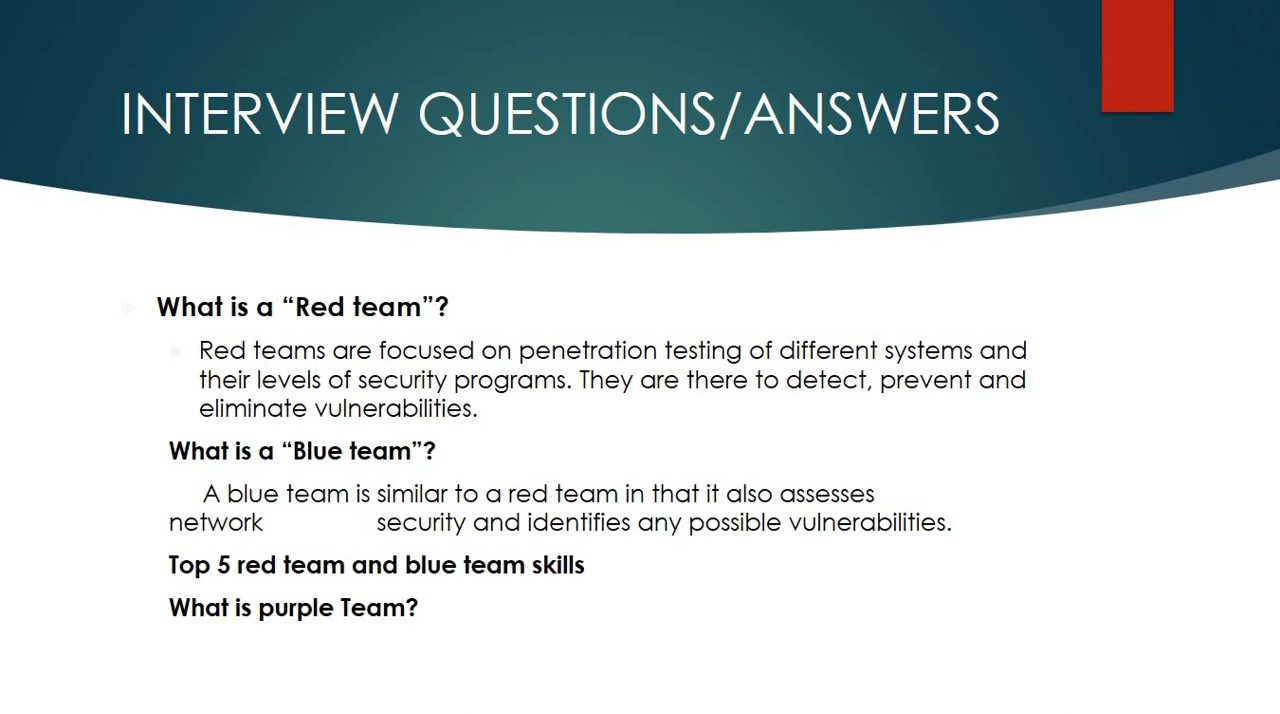 INTERVIEW QUESTIONS/ANSWERS
What is a “Red team”?
Red teams are focused on penetration testing of different systems and
their levels of security programs. They are there to detect, prevent and
eliminate vulnerabilities.
What is a “Blue team”?
A blue team is similar to a red team in that it also assesses
network security and identifies any possible vulnerabilities.
Top 5 red team and blue team skills
What is purple Team?